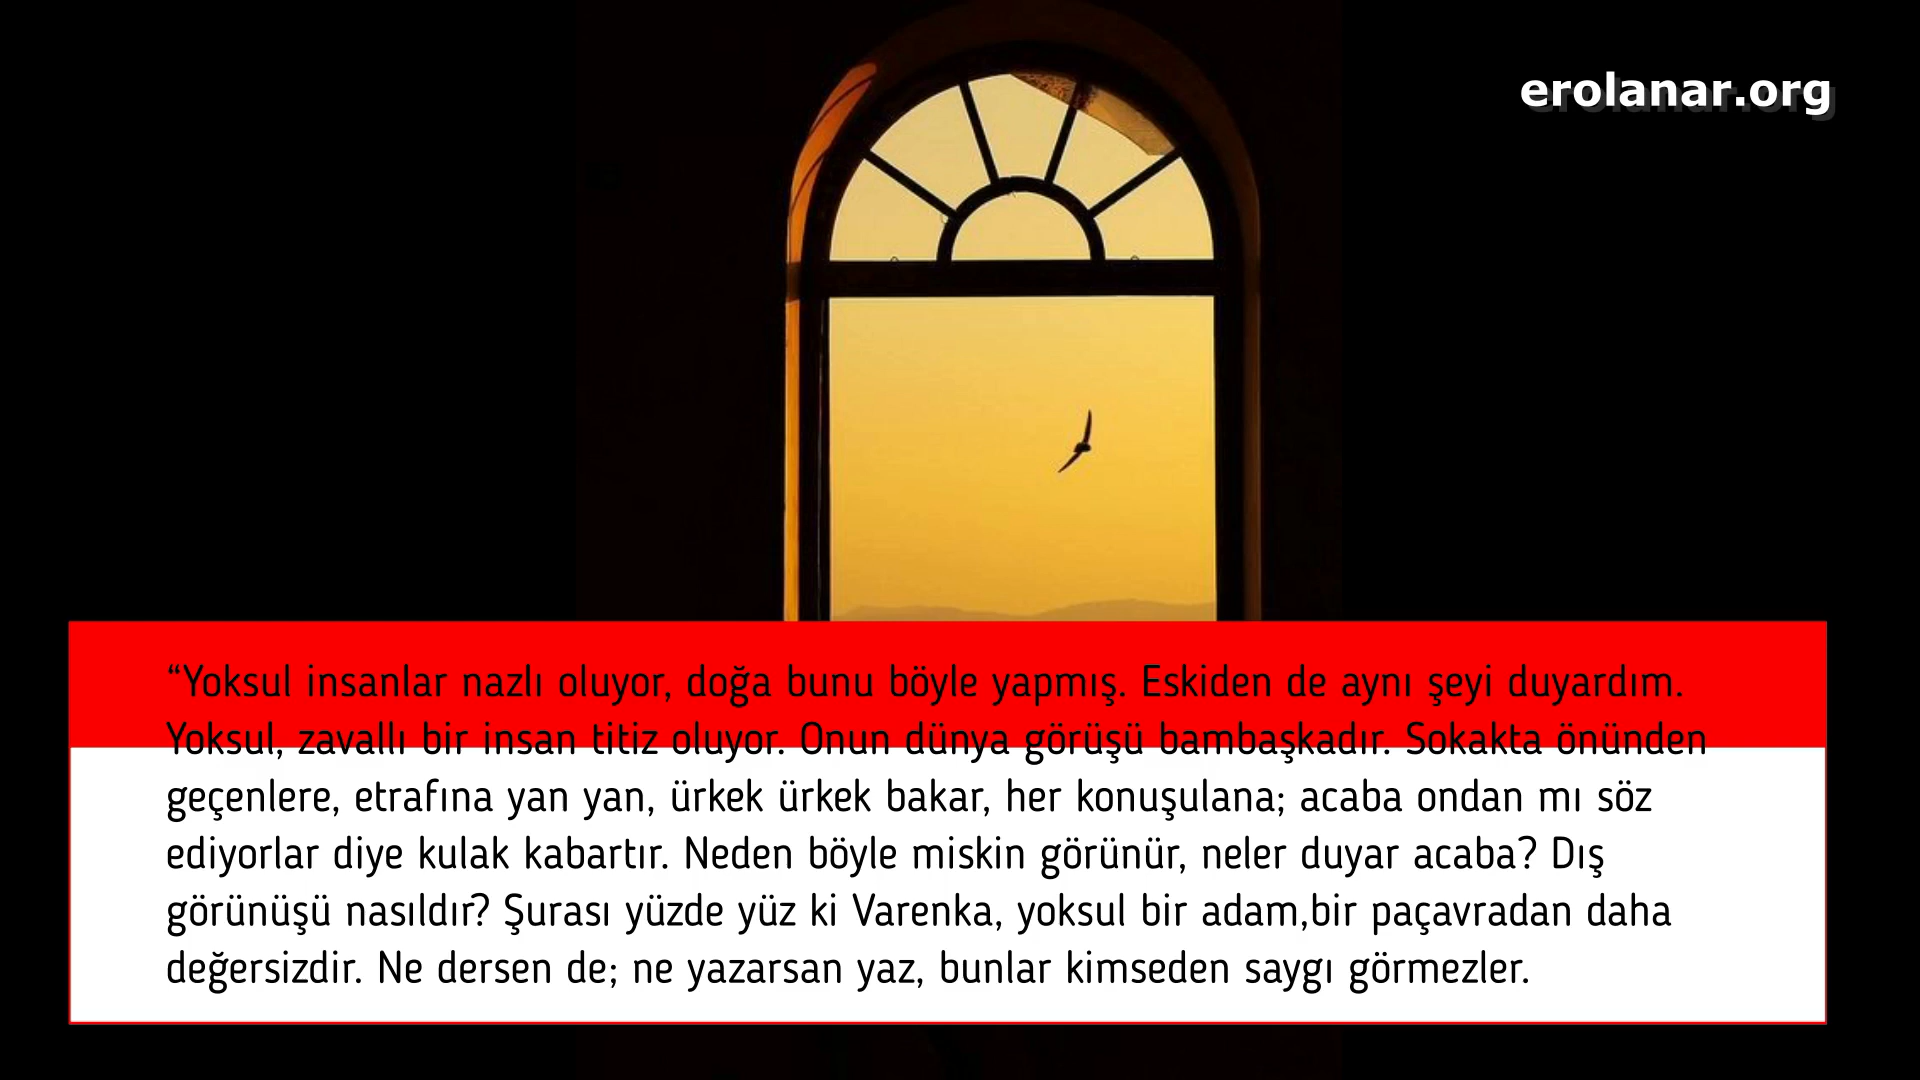 erolanar.org
“Yoksul insanlar nazlı oluyor, doğa bunu böyle yapmış. Eskiden de aynı şeyi duyardım.
Yoksul, zavallı bir insan titiz oluyor. Onun dünya görüşü bambaşkadır. Sokakta önünden
geçenlere, etrafına yan yan, ürkek ürkek bakar, her konuşulana; acaba ondan mı söz
ediyorlar diye kulak kabartır. Neden böyle miskin görünür, neler duyar acaba? Dış
görünüşü nasıldır? Şurası yüzde yüz ki Varenka, yoksul bir adam,bir paçavradan daha
değersizdir. Ne dersen de; ne yazarsan yaz, bunlar kimseden saygı görmezler.